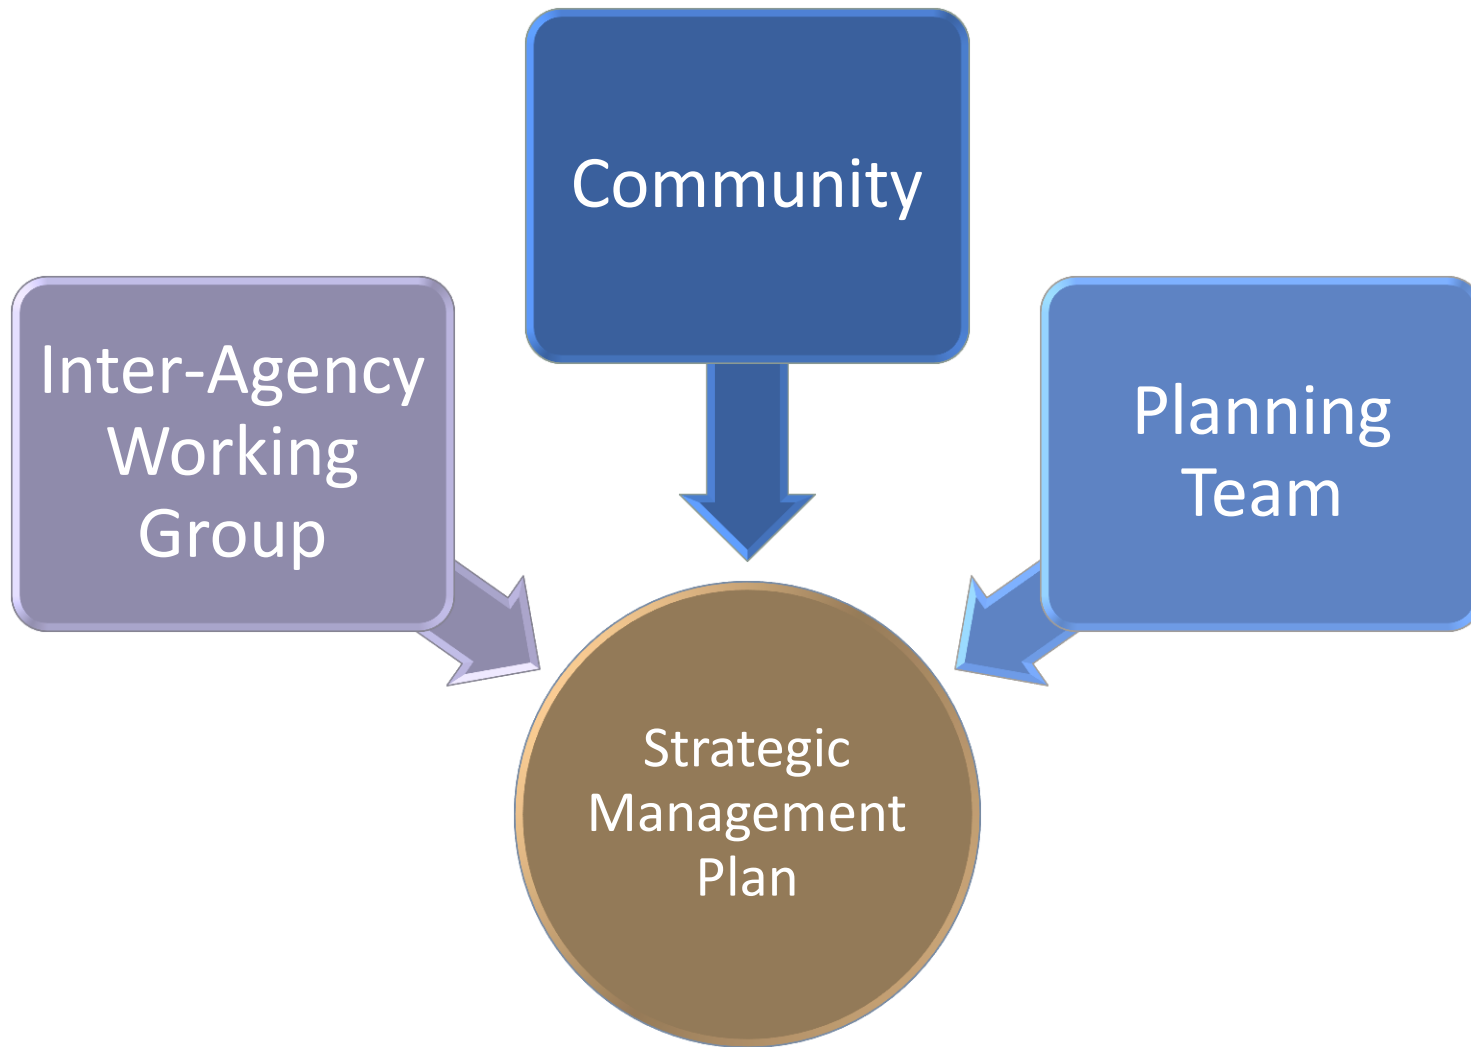 Community
Inter-Agency
Working
Group
Planning
Team
Strategic
Management
Plan